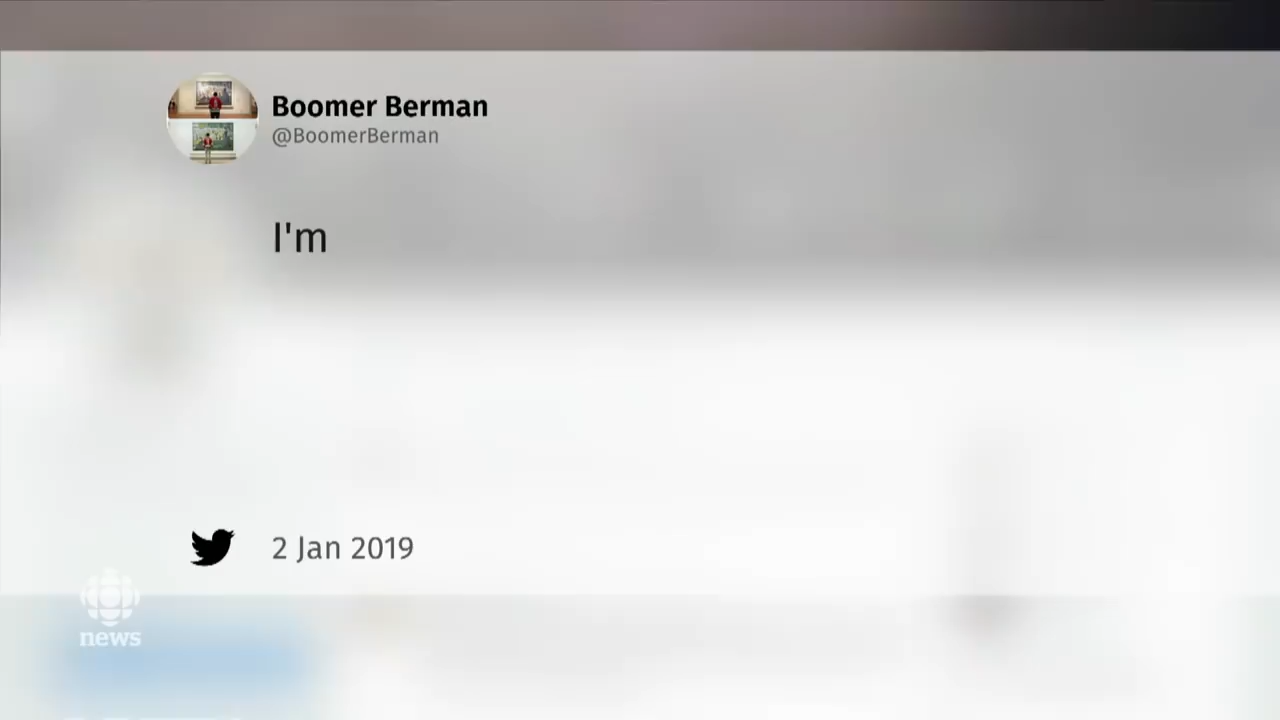 Boomer Berman
@BoomerBerman
I'm
2 Jan 2019
news